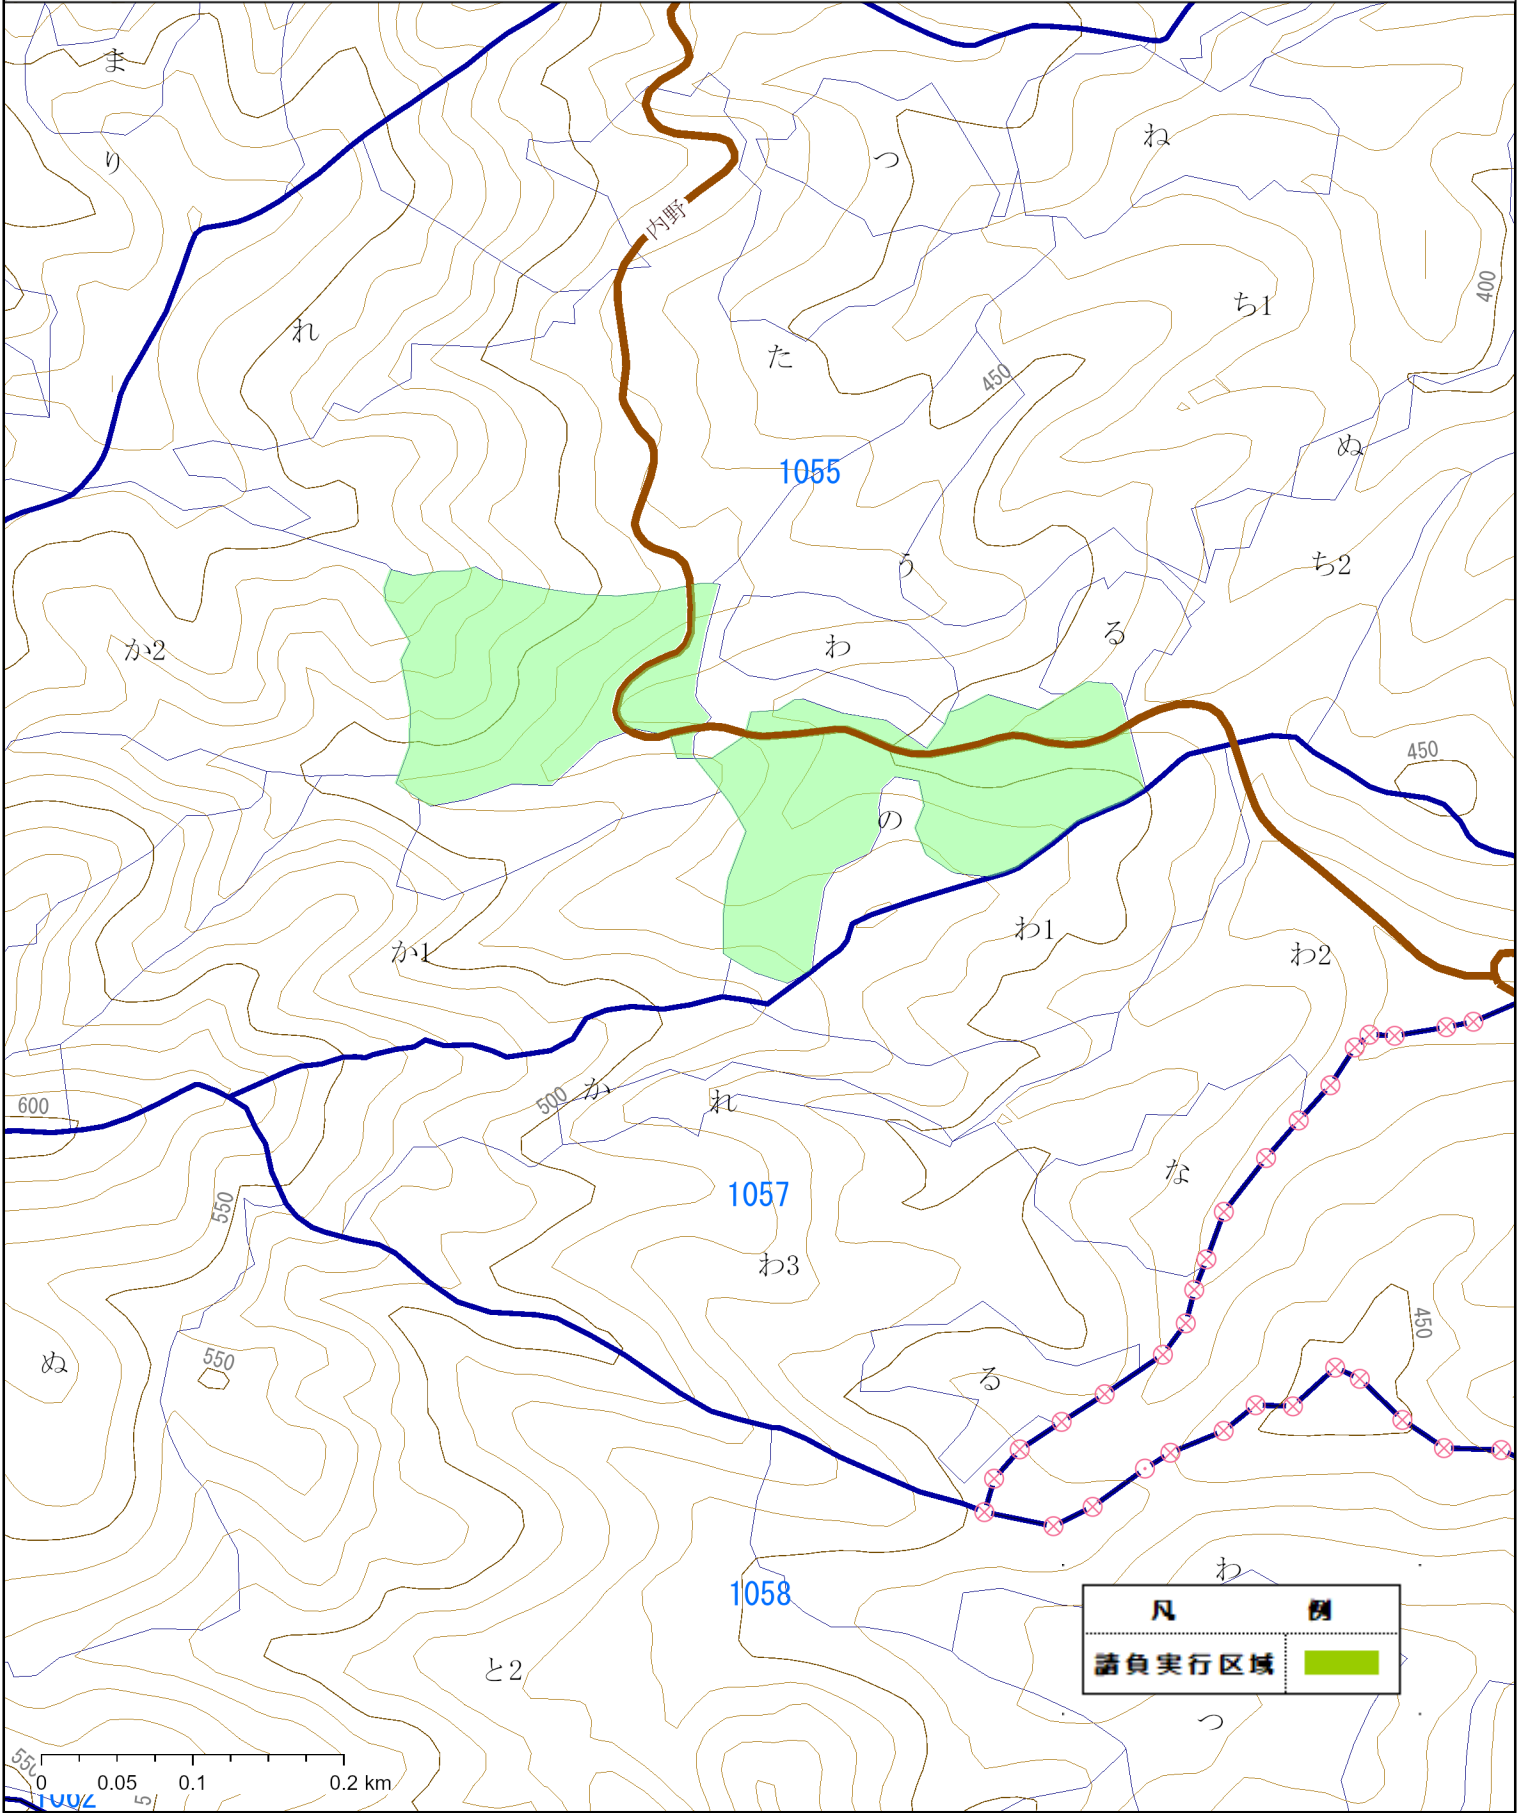 ま
ね
つ
り
内野
400
ち1
れ
た
450
ぬ
1055
う
ち2
る
わ
か2
450
の
わ1
か1
わ2
か
れ
500
600
な
1057
550
わ3
450
550
ぬ
る
わ
1058
凡 例
請負実行区域
と2
つ
550
0 0.05 0.1 0.2 km
1062